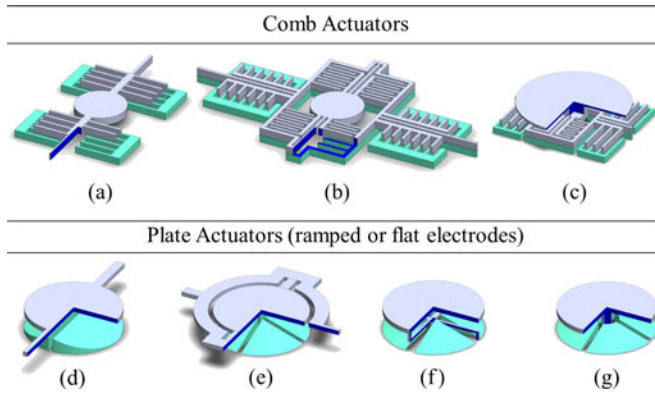 Comb Actuators
(a)
(b)
(c)
Plate Actuators (ramped or flat electrodes)
(d)
(e)
(f)
(g)